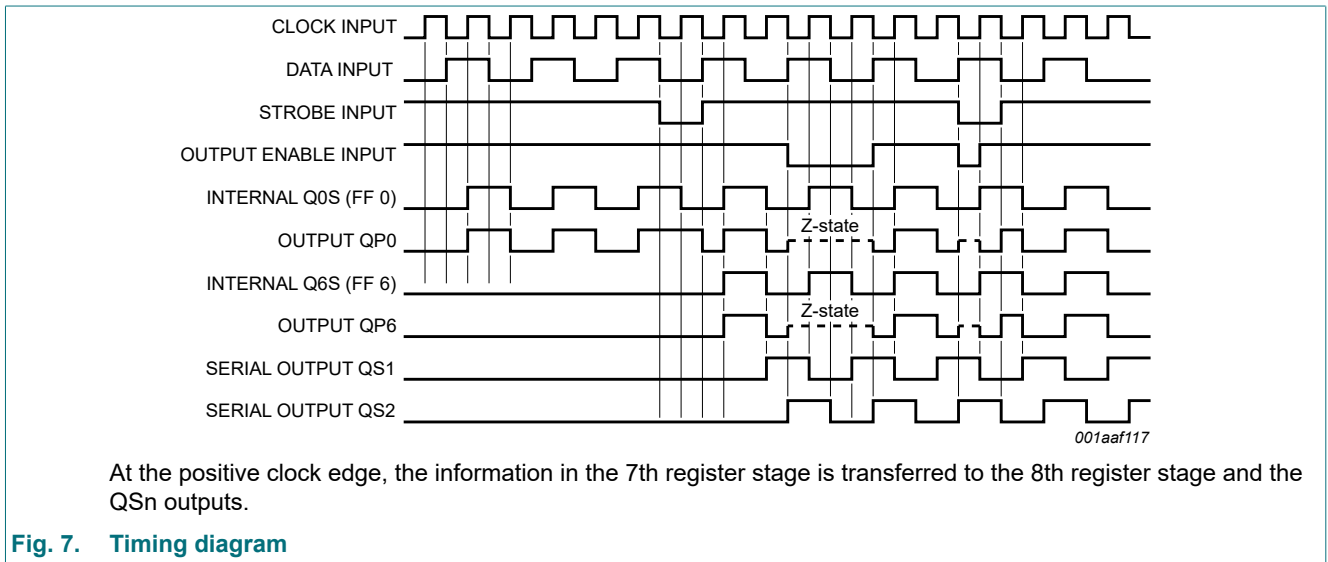 CLOCK INPUT
DATA INPUT
STROBE INPUT
OUTPUT ENABLE INPUT
INTERNAL Q0S (FF 0)
Z-state
OUTPUT QP0
INTERNAL Q6S (FF 6)
Z-state
OUTPUT QP6
SERIAL OUTPUT QS1
SERIAL OUTPUT QS2
001aaf117
At the positive clock edge, the information in the 7th register stage is transferred to the 8th register stage and the
QSn outputs.
Fig. 7. Timing diagram